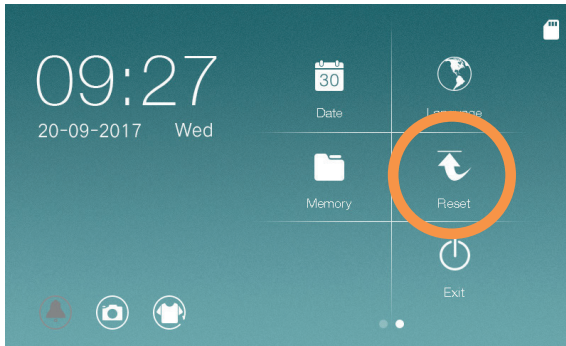 09:27
20-09-2017 Wed
30
Date
Language
Memory
Reset
Exit